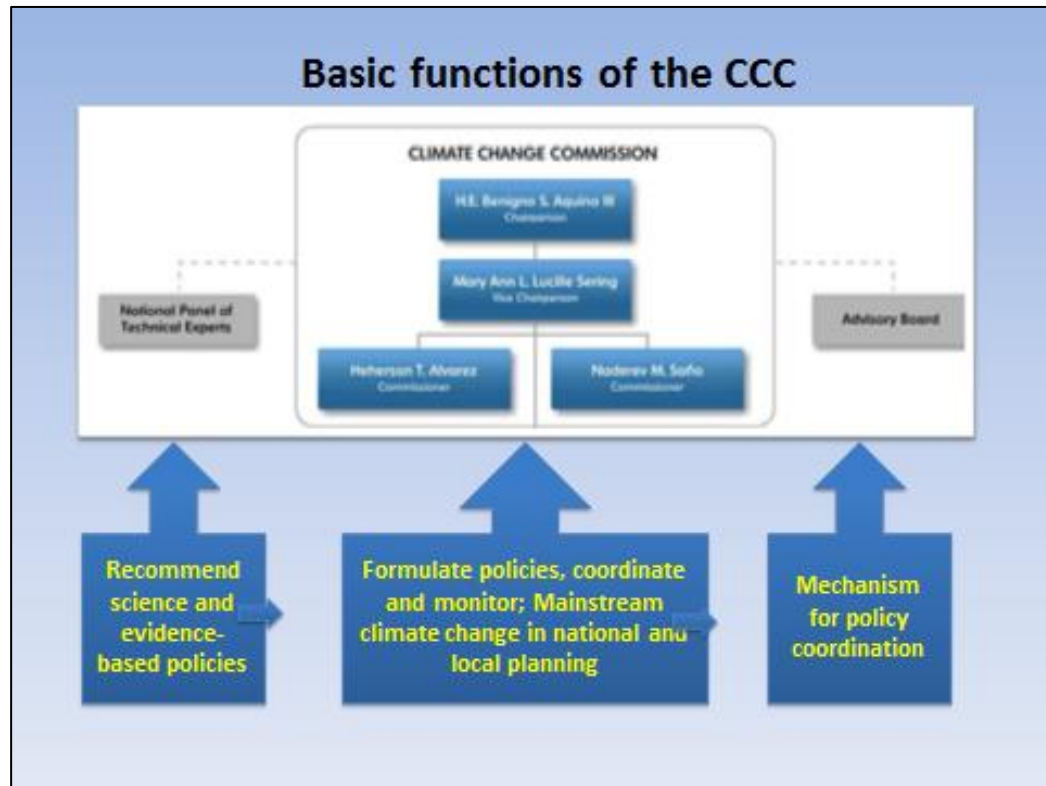 Basic functions of the CCC
CLIMATE CHANGE COMMISSION
H.E. Benigno S. Aquino III
Chairperson
Mary Ann L. Lucille Sering
Vice Chairperson
National Panel of
Technical Experts
Advisory Board
Heherson T. Alvarez
Commissioner
Naderev M. Saño
Commissioner
Recommend
science and
evidence-
based policies
Formulate policies, coordinate
and monitor; Mainstream
climate change in national and
local planning
Mechanism
for policy
coordination